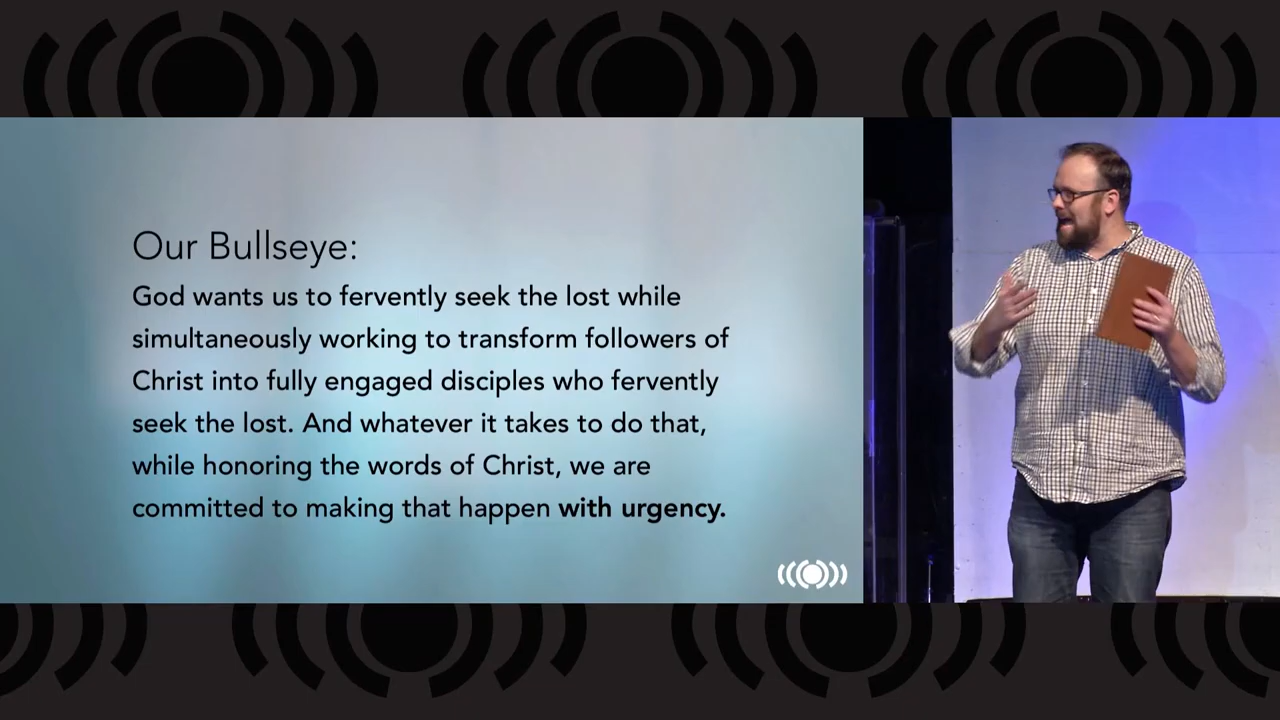 Our Bullseye:
God wants us to fervently seek the lost while
simultaneously working to transform followers of
Christ into fully engaged disciples who fervently
seek the lost. And whatever it takes to do that,
while honoring the words of Christ, we are
committed to making that happen with urgency.